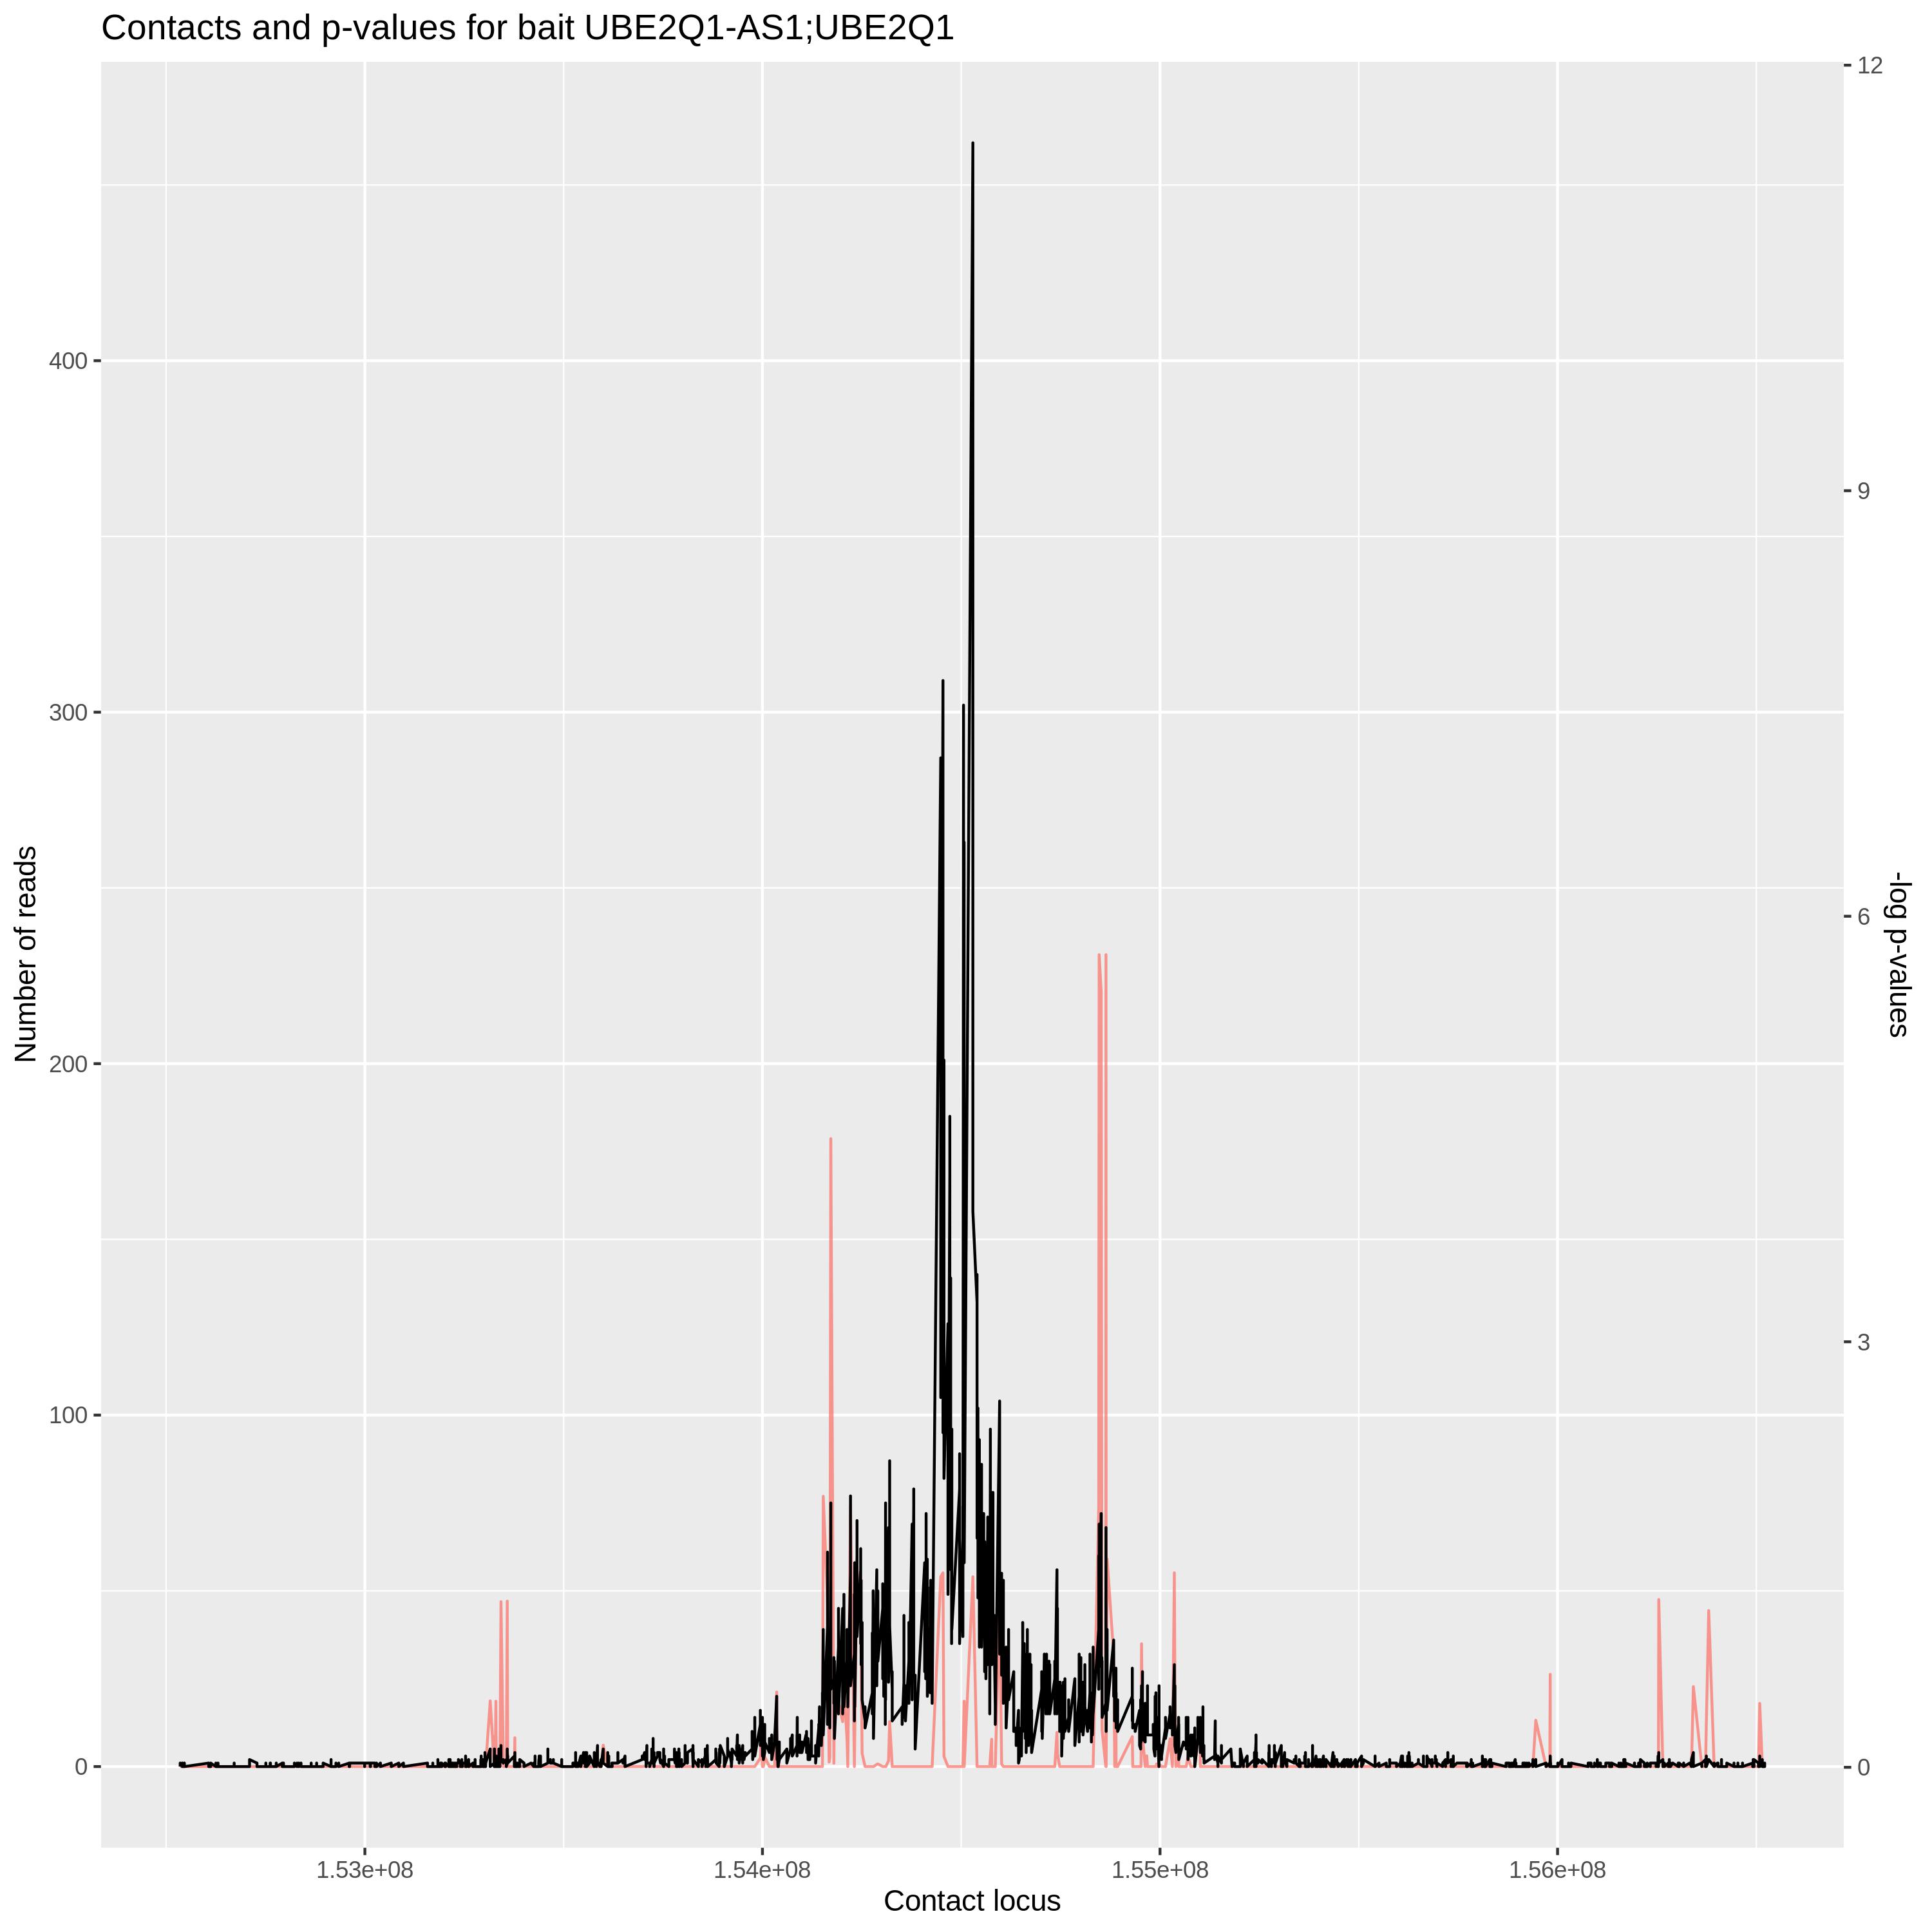 Contacts and p-values for bait UBE2Q1-AS1;UBE2Q1
Number of reads
400
300
200
100
0
12
9
6
3
0
-log p-values
1.53e+08
1.54e+08
1.55e+08
1.56e+08
Contact locus